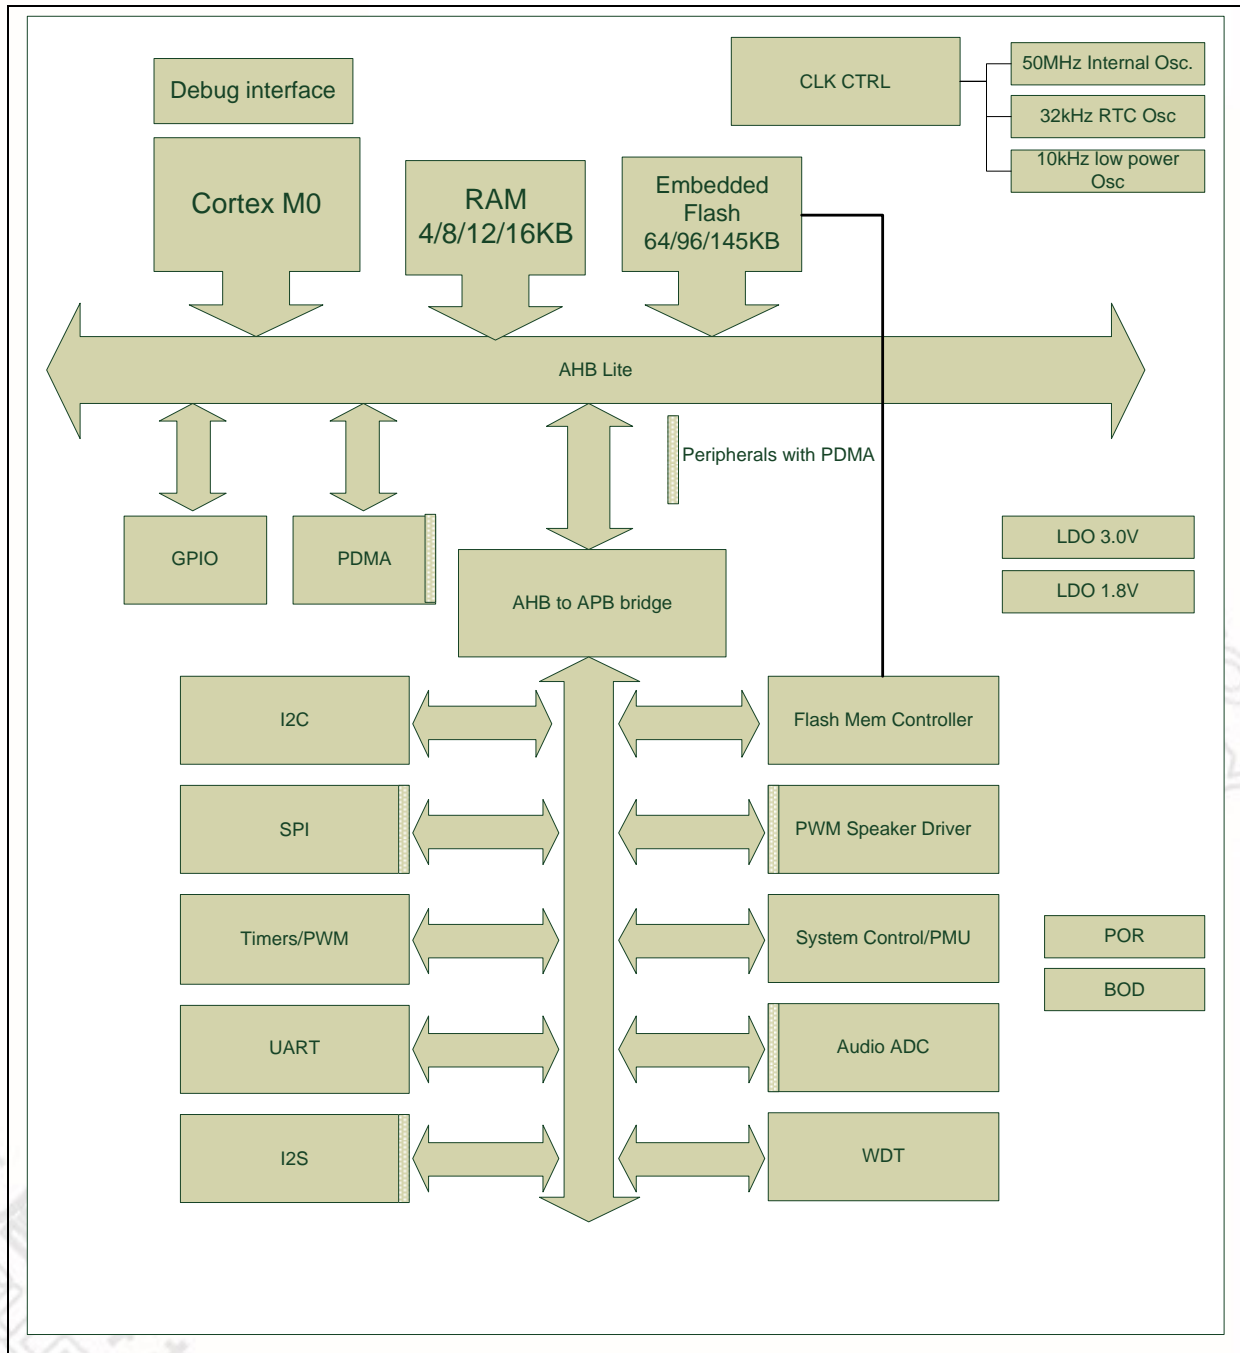 Debug interface
CLK CTRL
50MHz Internal Osc.
32kHz RTC Osc
10kHz low power
Osc
Cortex M0
RAM
4/8/12/16KB
Embedded
Flash
64/96/145KB
AHB Lite
Peripherals with PDMA
GPIO
PDMA
AHB to APB bridge
LDO 3.0V
LDO 1.8V
I2C
Flash Mem Controller
SPI
PWM Speaker Driver
Timers/PWM
System Control/PMU
POR
BOD
UART
Audio ADC
I2S
WDT